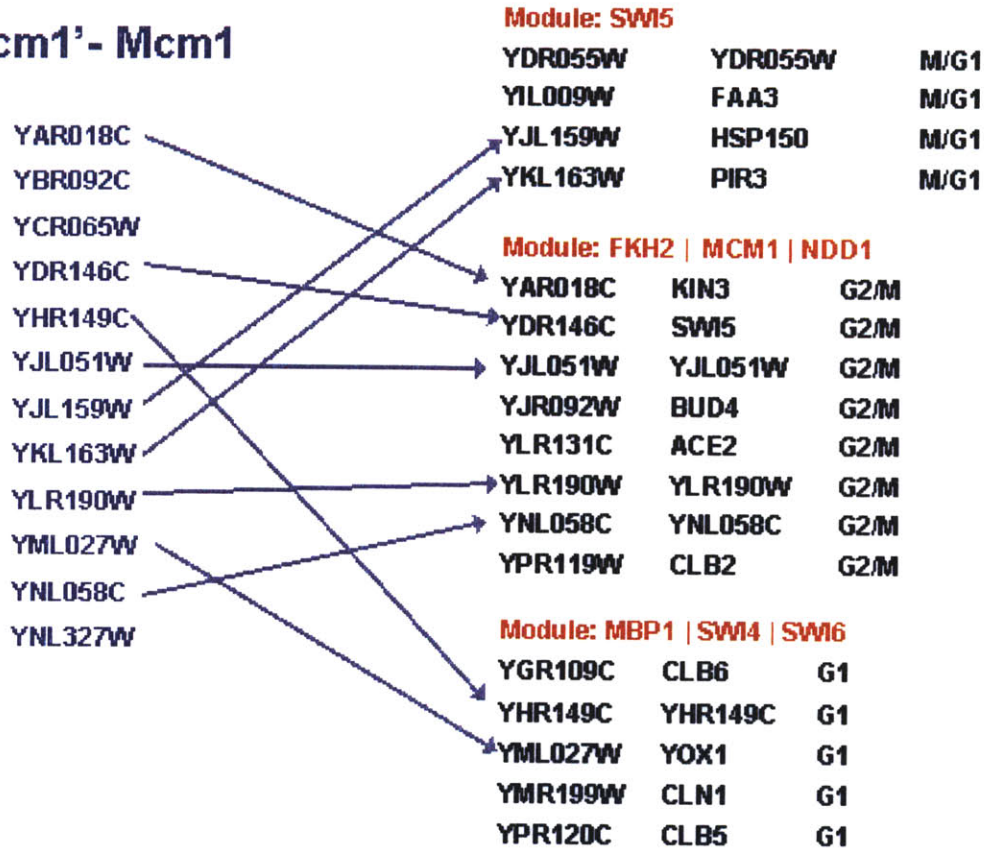 cm1’- Mcm1
YAR018C
YBR092C
YCR065W
YDR146C
YHR149C
YJL051W
YJL159W
YKL163W
YLR190W
YML027W
YNL058C
YNL327W
Module: SWI5
YDR055W YDR055W M/G1
YIL009W FAA3 M/G1
YJL159W HSP150 M/G1
YKL163W PIR3 M/G1
Module: FKH2 | MCM1 | NDD1
YAR018C KIN3 G2/M
YDR146C SWI5 G2/M
YJL051W YJL051W G2/M
YJR092W BUD4 G2/M
YLR131C ACE2 G2/M
YLR190W YLR190W G2/M
YNL058C YNL058C G2/M
YPR119W CLB2 G2/M
Module: MBP1 | SWI4 | SWI6
YGR109C CLB6 G1
YHR149C YHR149C G1
YML027W YOX1 G1
YMR199W CLN1 G1
YPR120C CLB5 G1